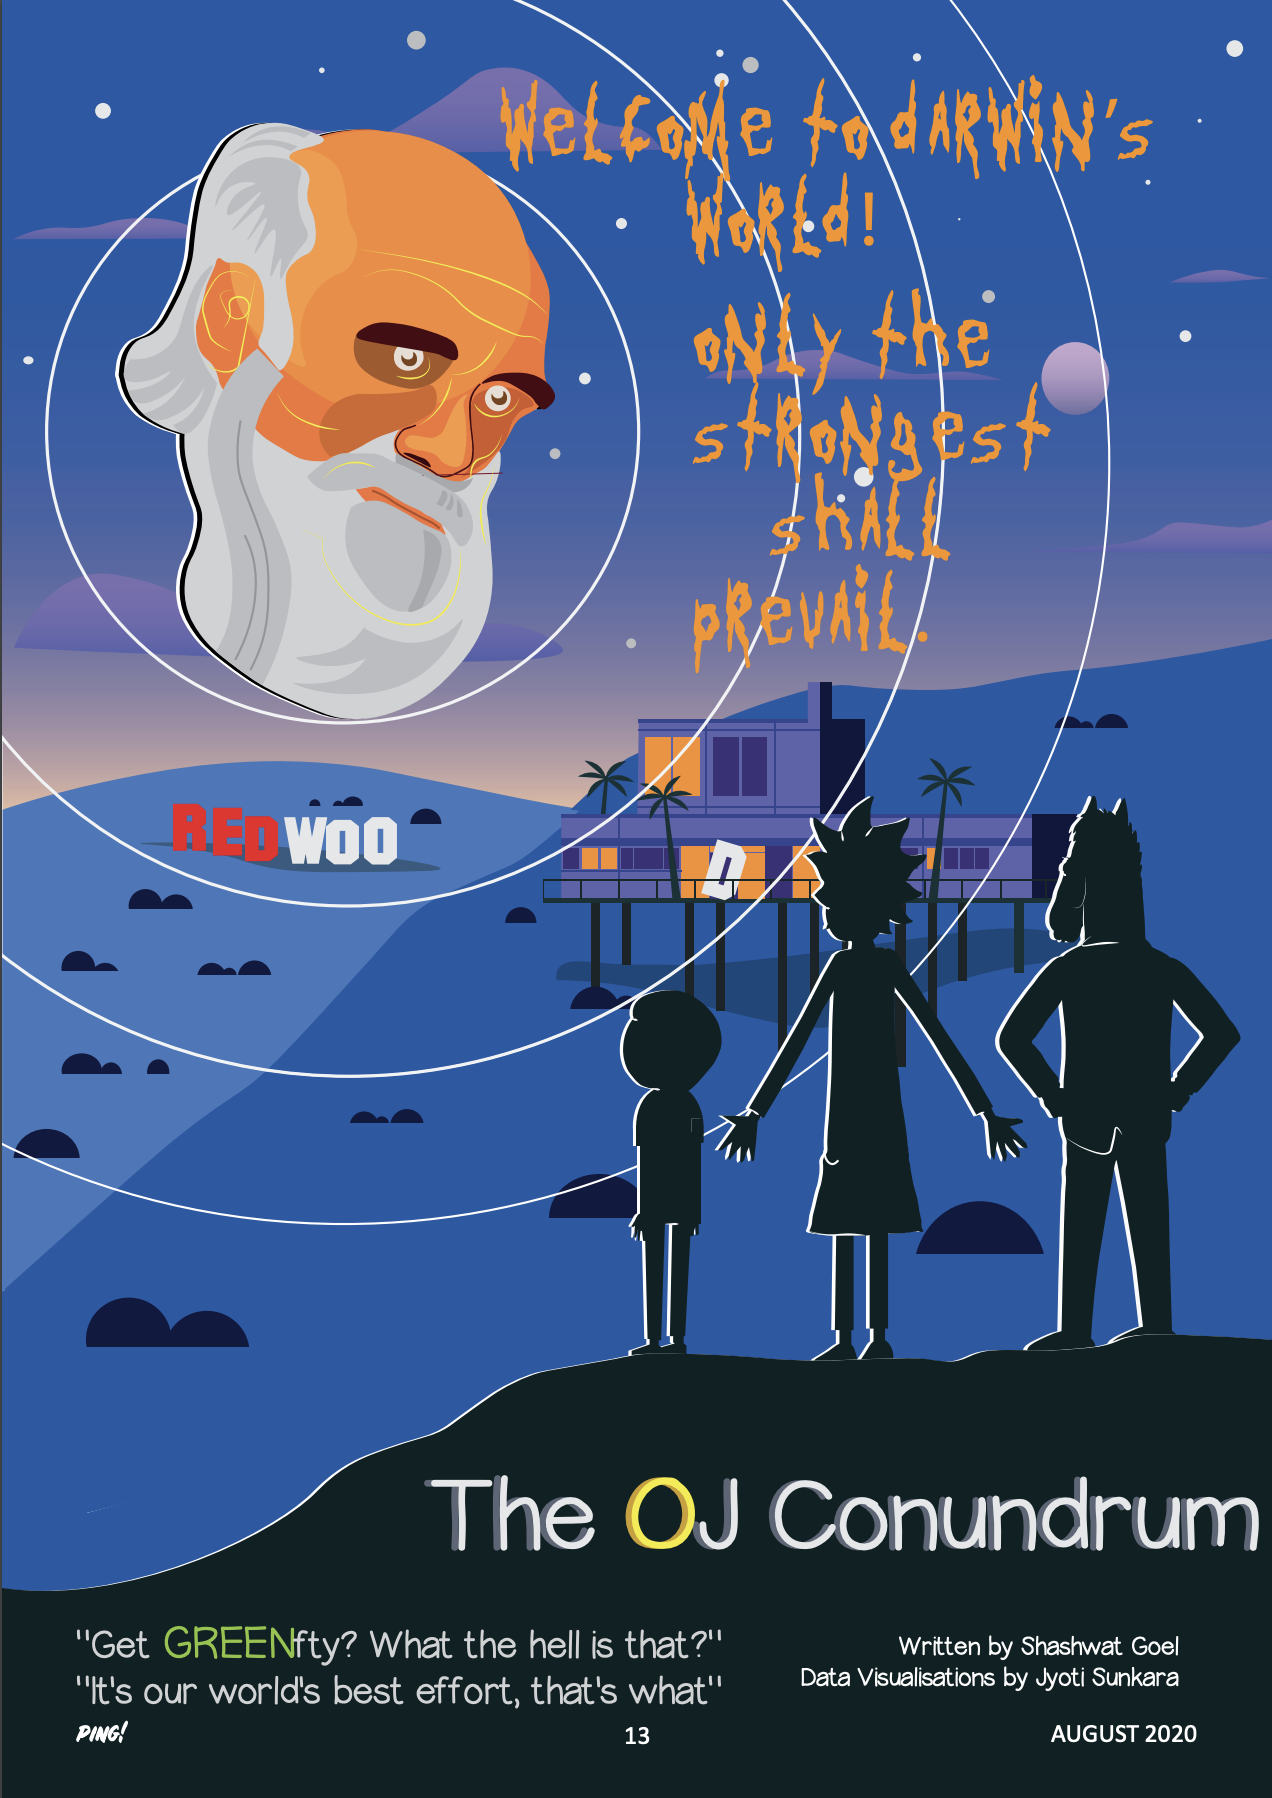 WeLCoMe to dARWiN's
WoRLd!
oNLy the
stRoNgest
shALL
pRevAiL.
REDWOO
D
The OJ Conundrum
"Get GREENfty? What the hell is that?"
"It's our world's best effort, that's what"
Written by Shashwat Goel
Data Visualisations by Jyoti Sunkara
PING!
13
AUGUST 2020